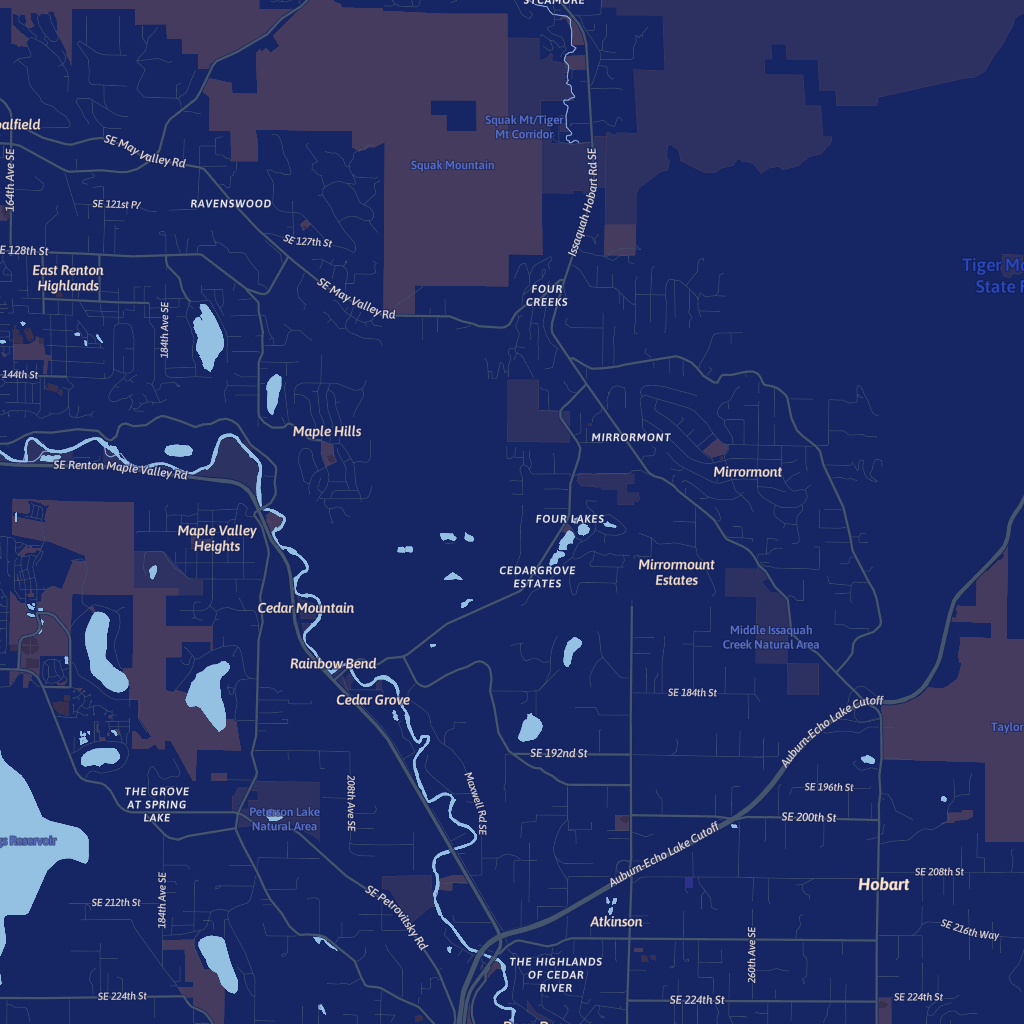 SYCAMORE
Squak Mt/Tiger
Mt Corridor
SE May Valley Rd
Squak Mountain
164th Ave SE
SE 121st Pl
RAVENSWOOD
Issaquah Hobart Rd SE
SE 127th St
128th St
East Renton
Highlands
FOUR
CREEKS
SE May Valley Rd
184th Ave SE
144th St
Maple Hills
MIRRORMONT
Mirrormont
SE Renton Maple Valley Rd
FOUR LAKES
Maple Valley
Heights
CEDARGROVE
ESTATES
Mirrormount
Estates
Cedar Mountain
Middle Issaquah
Creek Natural Area
Rainbow Bend
Cedar Grove
SE 184th St
Auburn-Echo Lake Cutoff
SE 192nd St
SE 196th St
THE GROVE
AT SPRING
LAKE
208th Ave SE
Maxwell Rd SE
Peterson Lake
Natural Area
SE 200th St
Reservoir
Auburn-Echo Lake Cutoff
SE 208th St
Hobart
184th Ave SE
SE 212th St
SE Petrovitsky Rd
Atkinson
SE 216th Way
260th Ave SE
THE HIGHLANDS
OF CEDAR
RIVER
SE 224th St
SE 224th St
SE 224th St